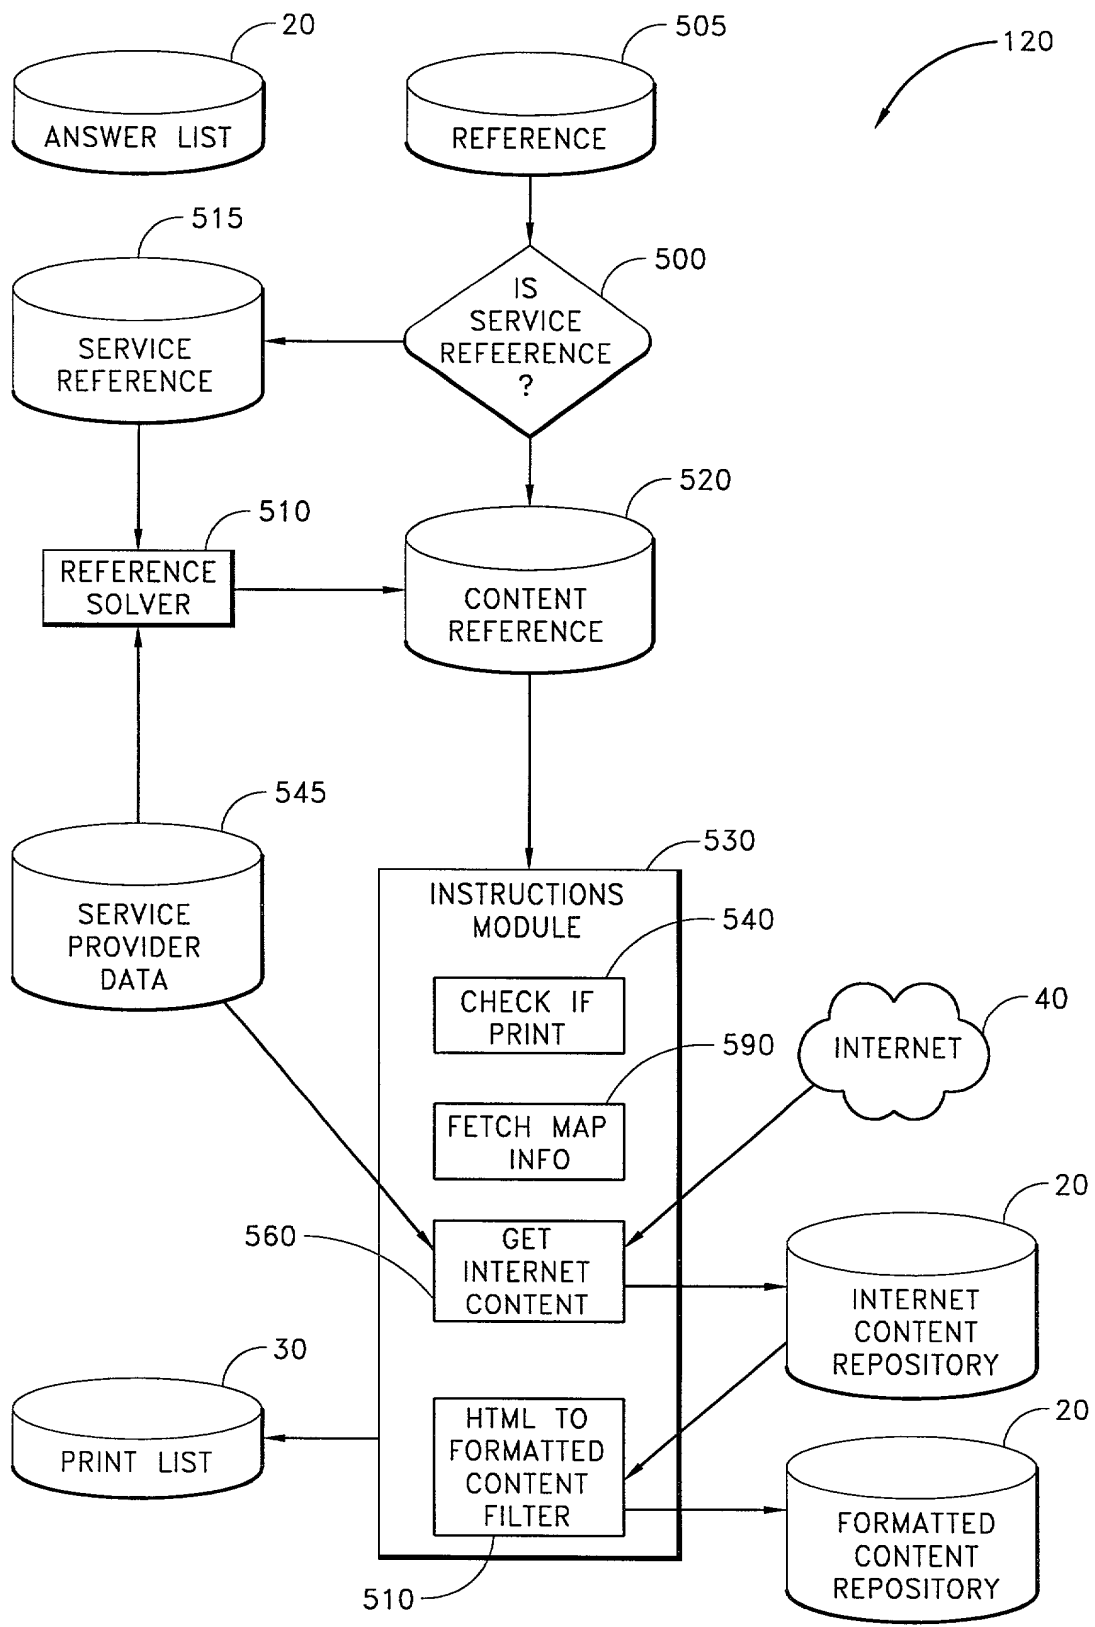 20
505
120
ANSWER LIST
REFERENCE
515
500
IS
SERVICE
REFEERENCE
?
SERVICE
REFERENCE
520
510
REFERENCE
SOLVER
CONTENT
REFERENCE
545
530
SERVICE
PROVIDER
DATA
INSTRUCTIONS
MODULE
540
CHECK IF
PRINT
590
FETCH MAP
INFO
40
INTERNET
560
GET
INTERNET
CONTENT
20
INTERNET
CONTENT
REPOSITORY
30
PRINT LIST
HTML TO
FORMATTED
CONTENT
FILTER
510
20
FORMATTED
CONTENT
REPOSITORY